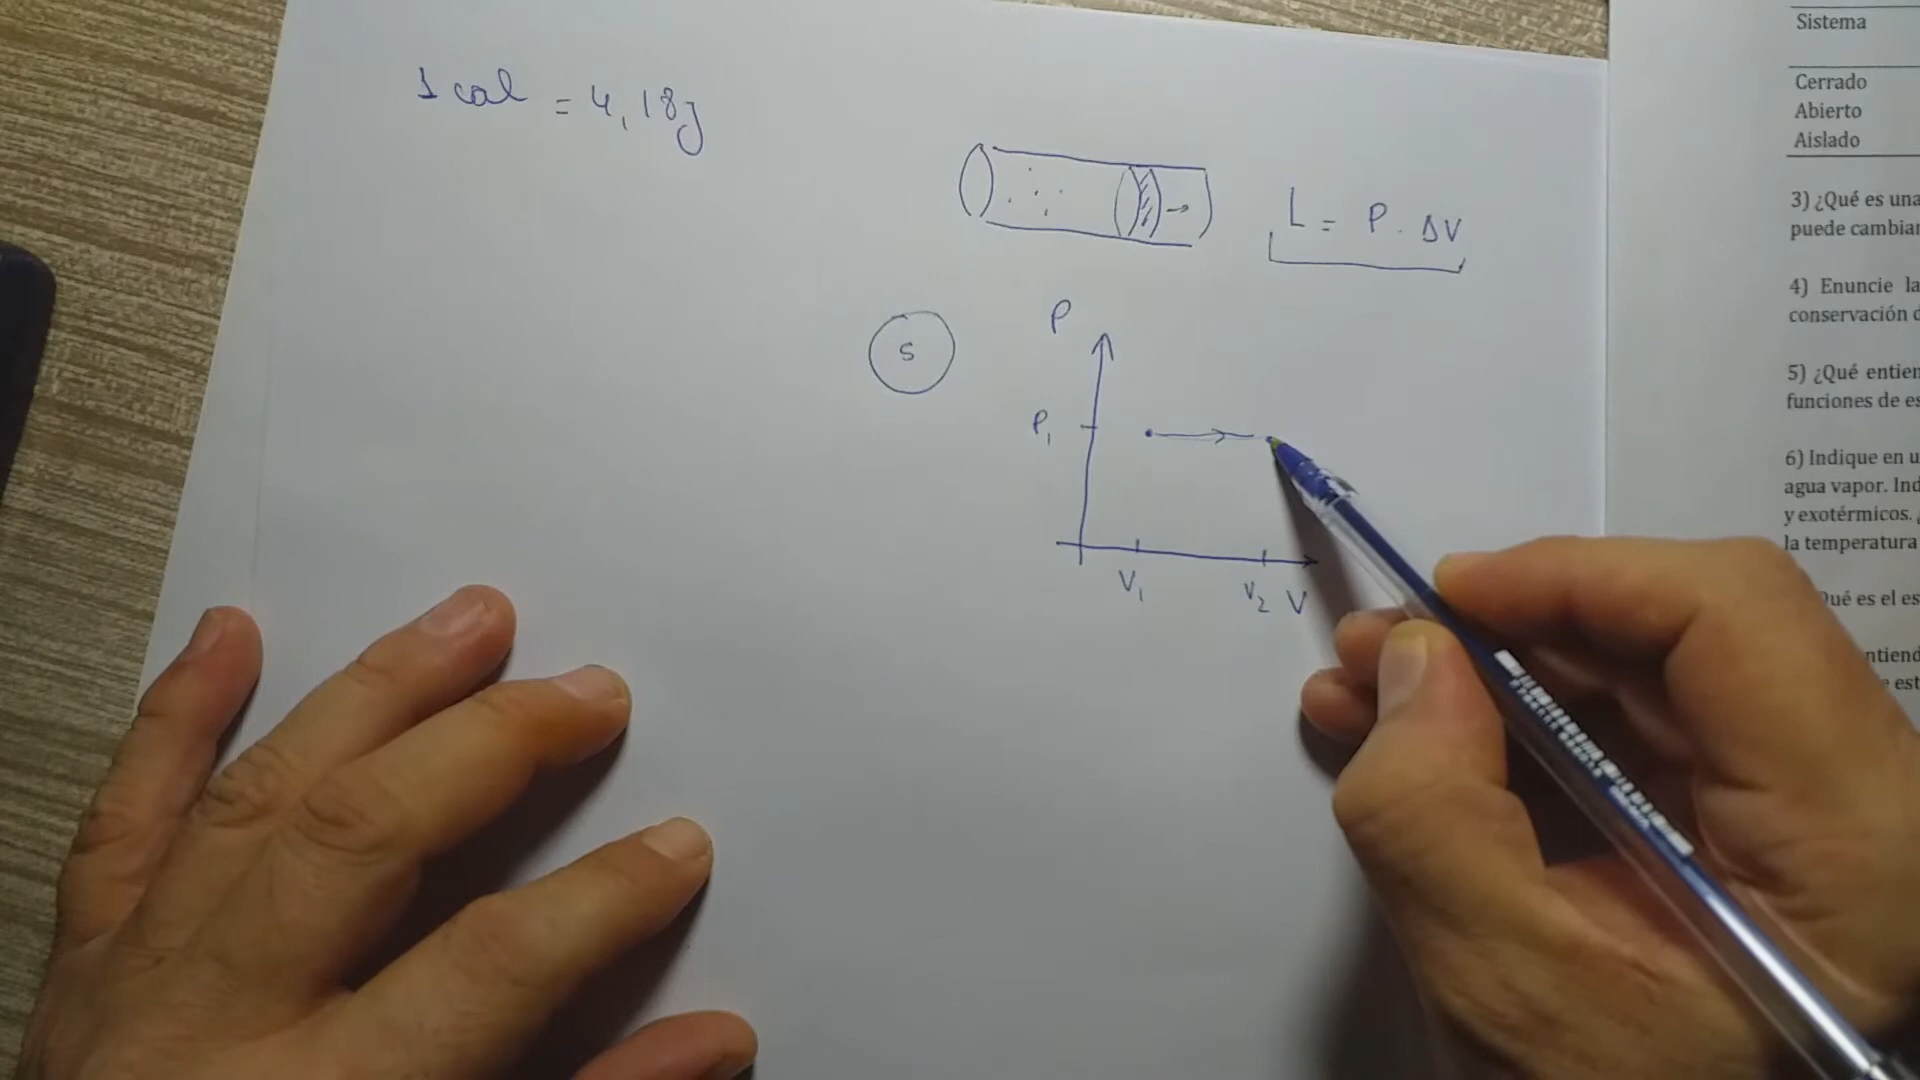 1 cal = 4,18j
L = P. ΔV
S
P
P1
V1
V2 V
Sistema
Cerrado
Abierto
Aislado
3) ¿Qué es una
puede cambiar
4) Enuncie la
conservación
5) ¿Qué entien
funciones de es
6) Indique en u
agua vapor. Ind
y exotérmicos.
la temperatura
Qué es el es
ntiend
est